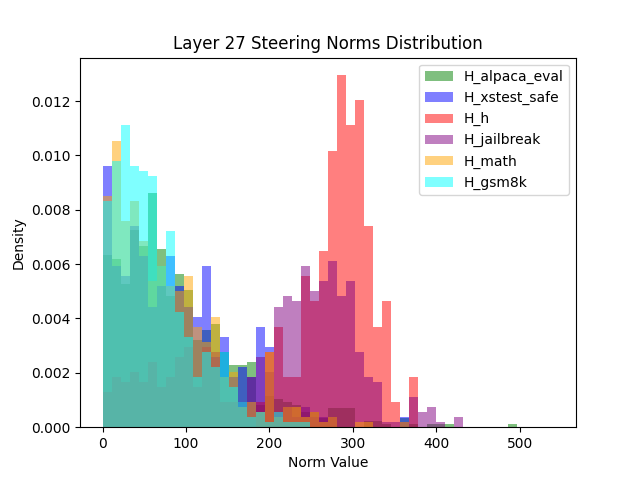 Layer 27 Steering Norms Distribution
H_alpaca_eval
H_xstest_safe
H_h
H_jailbreak
H_math
H_gsm8k
Density
0.012
0.010
0.008
0.006
0.004
0.002
0.000
0
100
200
300
400
500
Norm Value